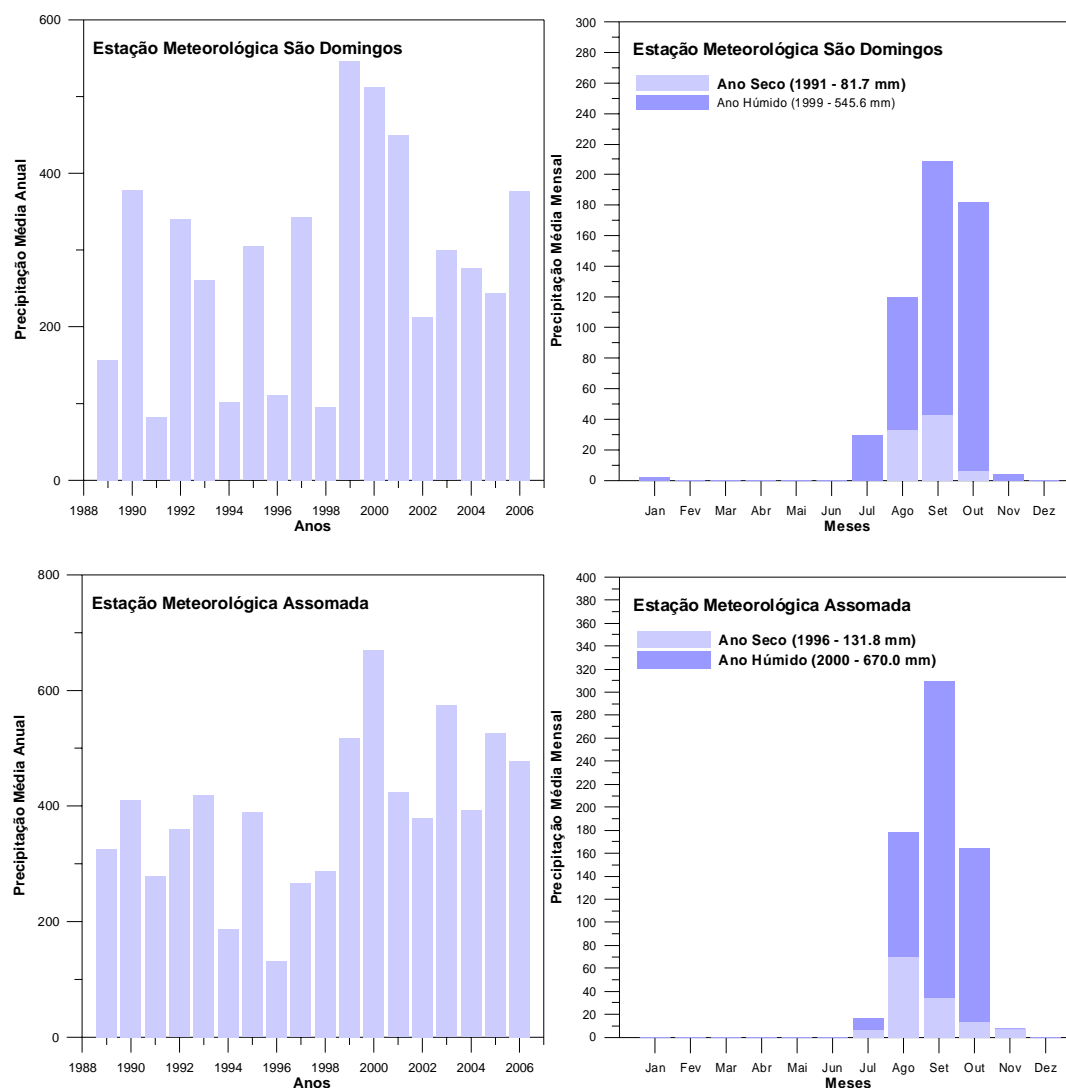 Estação Meteorológica São Domingos
Precipitação Média Anual
600
400
200
0
1988 1990 1992 1994 1996 1998 2000 2002 2004 2006
Anos
Estação Meteorológica São Domingos
Ano Seco (1991 - 81.7 mm)
Ano Húmido (1999 - 545.6 mm)
Precipitação Média Mensal
300
290
280
260
240
220
210
200
180
160
140
120
100
80
60
40
20
0
Jan Fev Mar Abr Mai Jun Jul Ago Set Out Nov Dez
Meses
Estação Meteorológica Assomada
Precipitação Média Anual
800
600
400
200
0
1988 1990 1992 1994 1996 1998 2000 2002 2004 2006
Anos
Estação Meteorológica Assomada
Ano Seco (1996 - 131.8 mm)
Ano Húmido (2000 - 670.0 mm)
Precipitação Média Mensal
400
390
380
360
340
320
310
300
280
260
240
220
200
180
160
140
120
100
80
60
40
20
0
Jan Fev Mar Abr Mai Jun Jul Ago Set Out Nov Dez
Meses